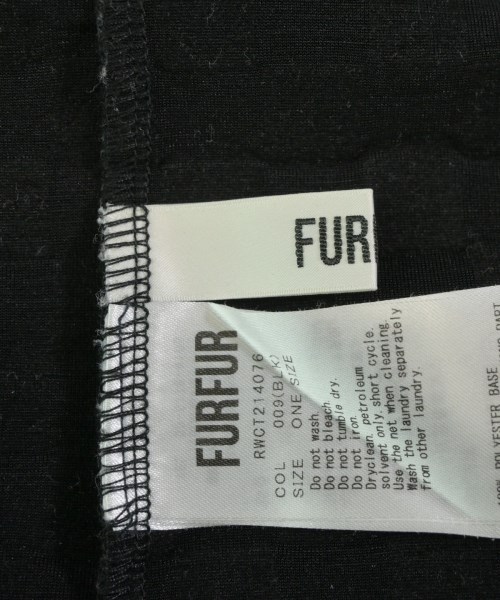 FUR
FURFUR
RWCT214076
COL 009(BLK)
SIZE ONE SIZE
Do not wash.
Do not bleach.
Do not tumble dry.
Do not iron.
Dryclean, petroleum
solvent only, short cycle.
Use the net when cleaning.
Wash the laundry separately
from other laundry.
POLYESTER BASE
PART